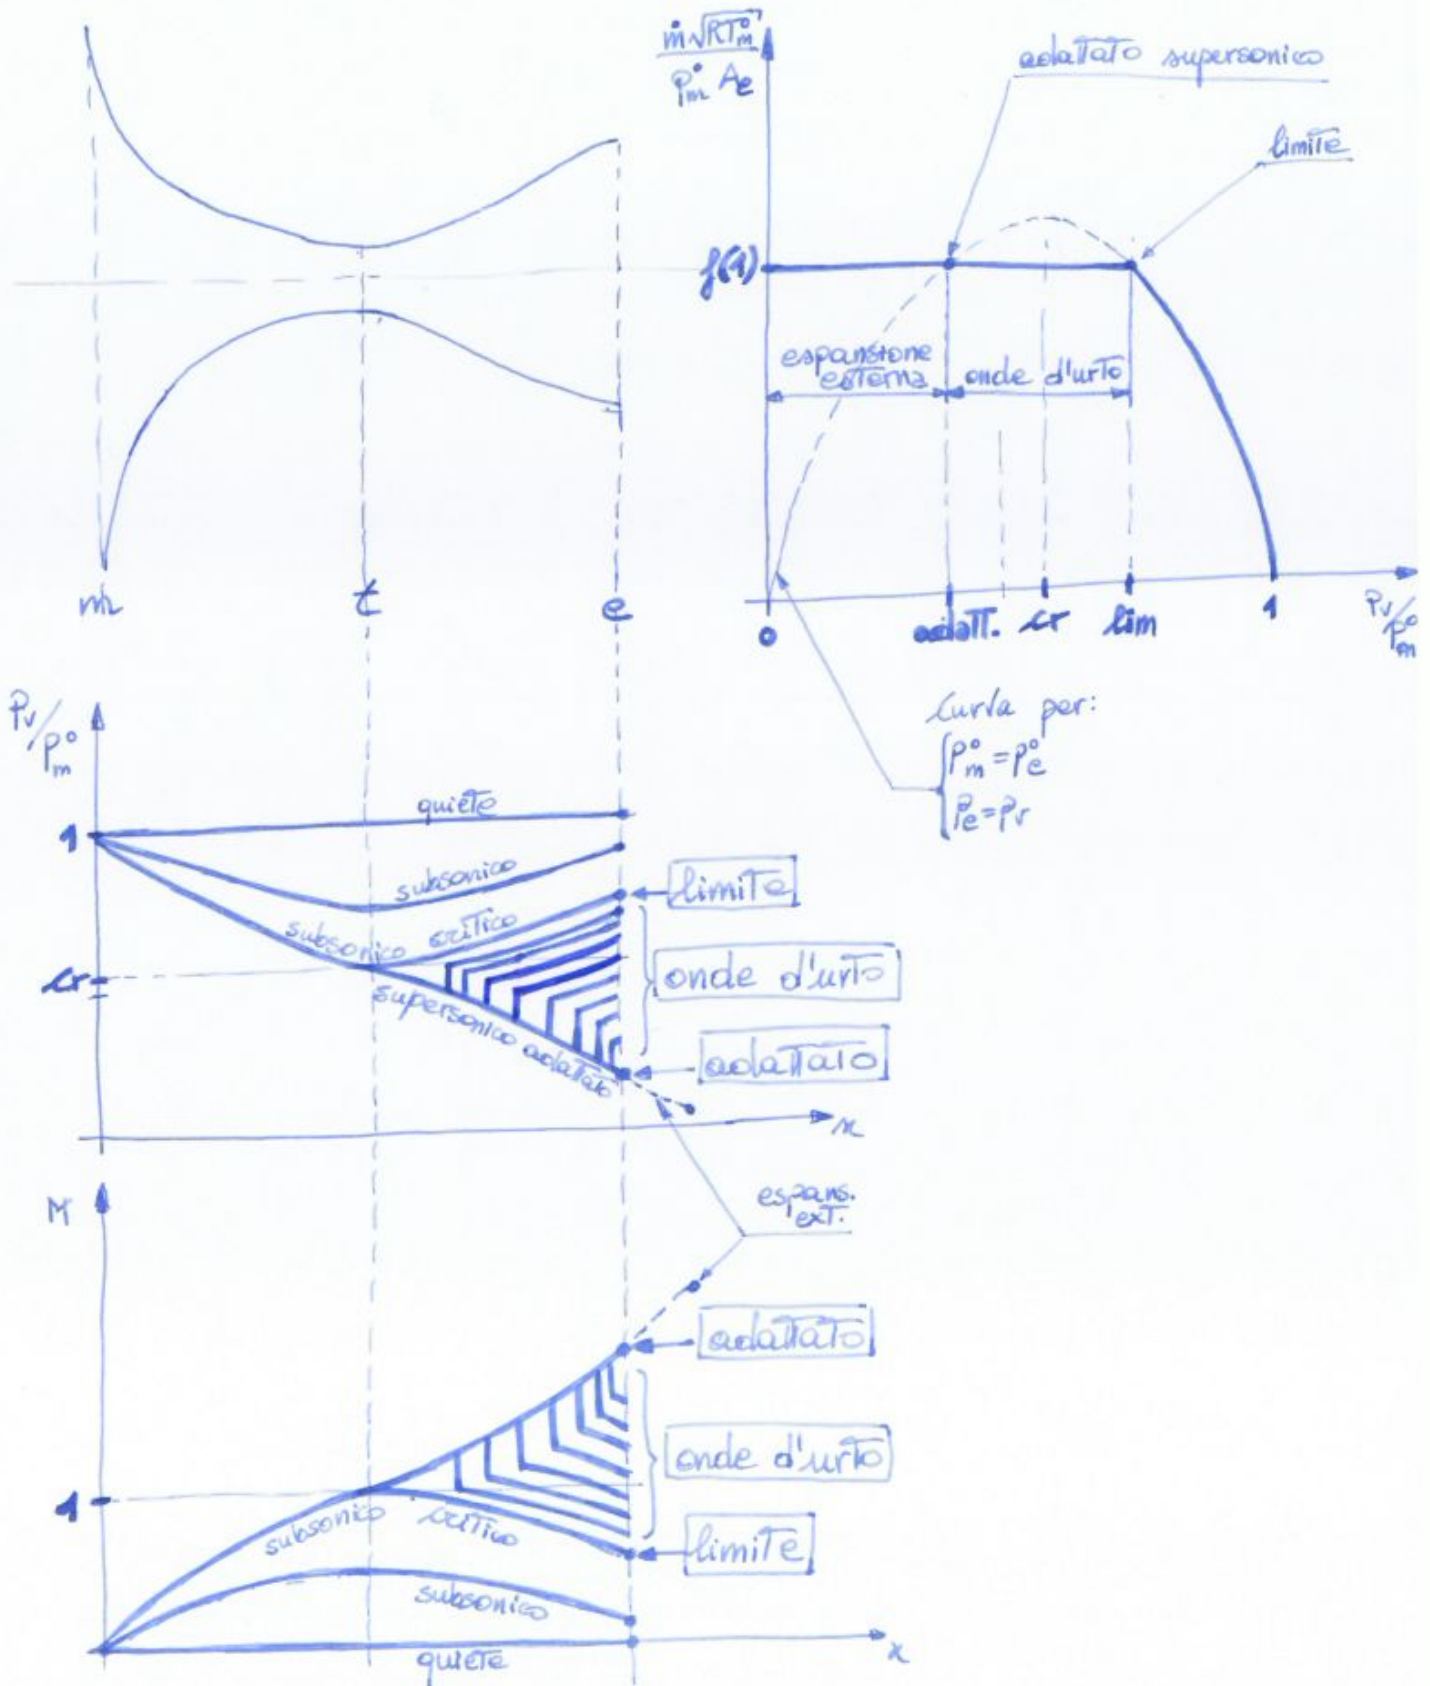 ṁ√RT°m
p°m Ae
adattato supersonico
limite
f(1)
espansione
esterna
onde d'urto
m
t
e
0
adatt.
cr
lim
1
Pv/P°m
curva per:
P°m = P°e
Pe = Pv
Pv/P°m
1
quiete
subsonico
subsonico
critico
limite
cr
onde d'urto
supersonico adattato
adattato
x
M
espans.
ext.
adattato
onde d'urto
1
subsonico
critico
limite
subsonico
quiete
x